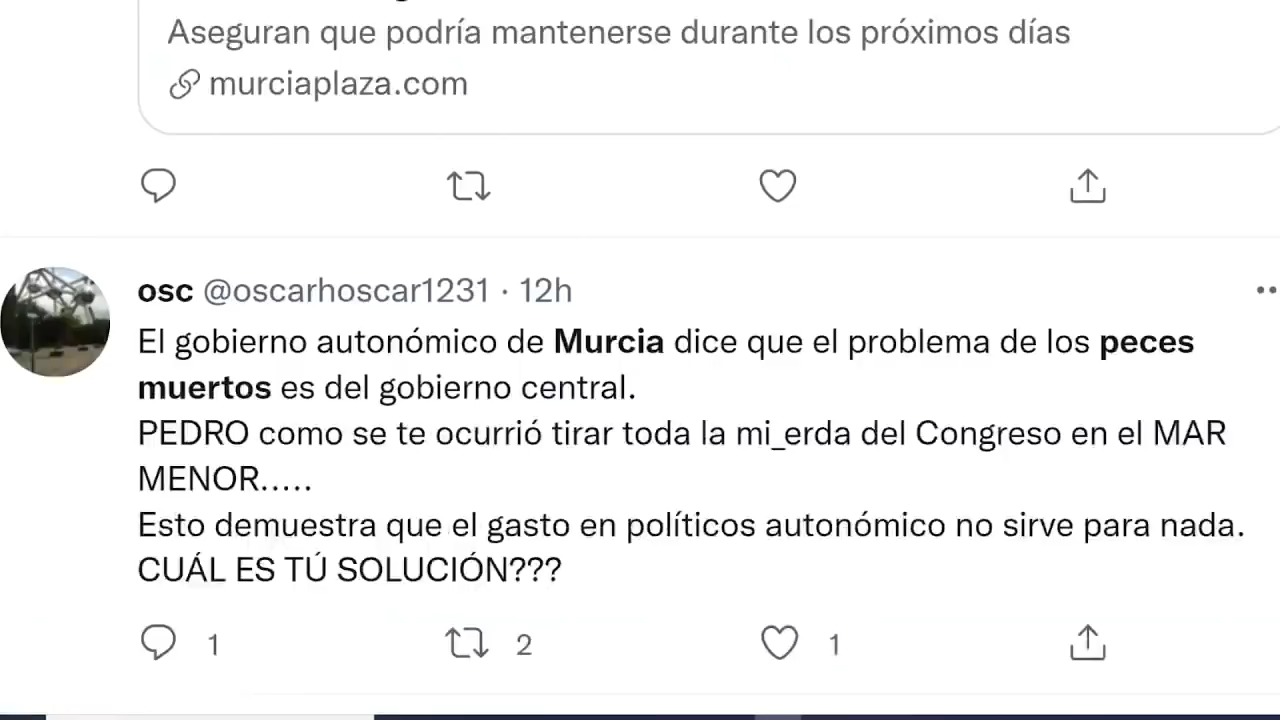 Aseguran que podría mantenerse durante los próximos días
murciaplaza.com
osc @oscarhoscar1231 · 12h
El gobierno autonómico de Murcia dice que el problema de los peces
muertos es del gobierno central.
PEDRO como se te ocurrió tirar toda la mi_erda del Congreso en el MAR
MENOR.....
Esto demuestra que el gasto en políticos autonómico no sirve para nada.
CUÁL ES TÚ SOLUCIÓN???
1 2 1